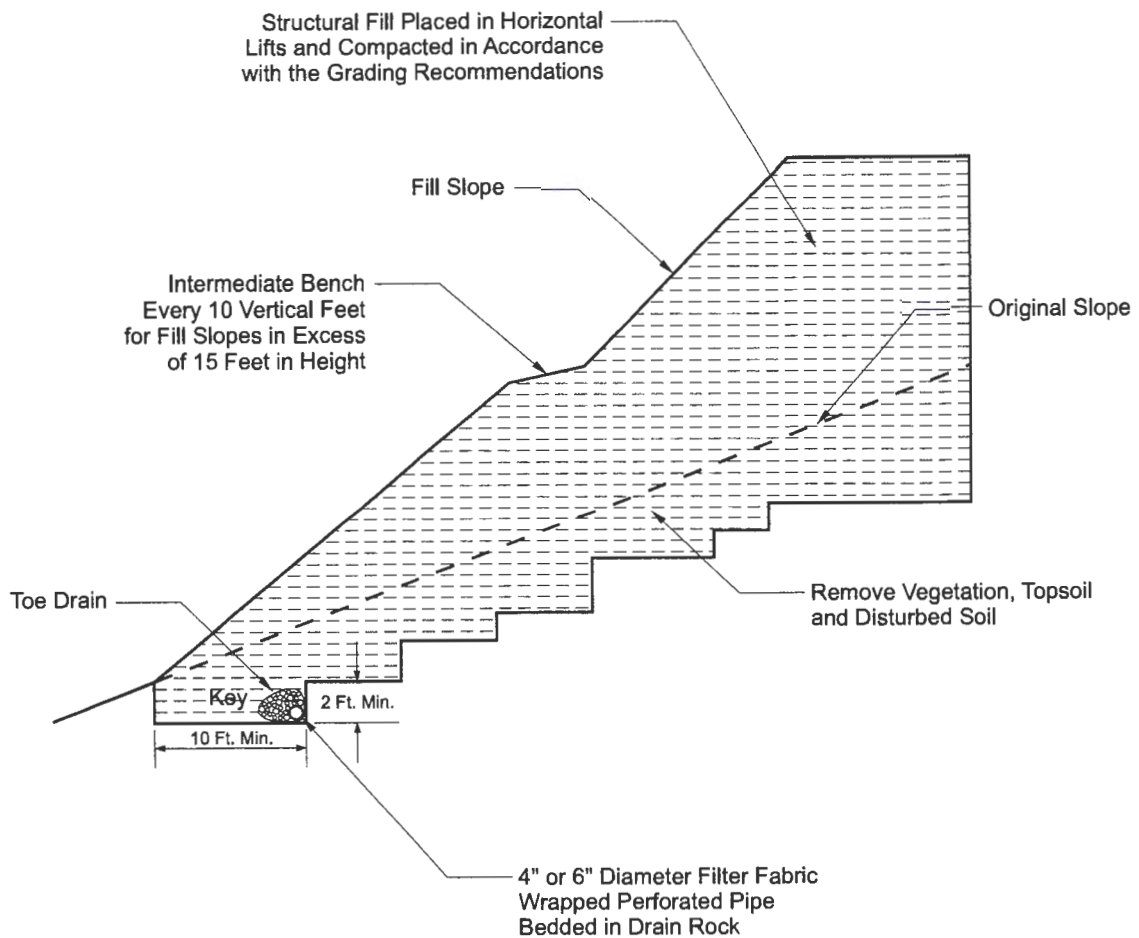 Structural Fill Placed in Horizontal
Lifts and Compacted in Accordance
with the Grading Recommendations
Fill Slope
Intermediate Bench
Every 10 Vertical Feet
for Fill Slopes in Excess
of 15 Feet in Height
Original Slope
Toe Drain
Remove Vegetation, Topsoil
and Disturbed Soil
Key
2 Ft. Min.
10 Ft. Min.
4" or 6" Diameter Filter Fabric
Wrapped Perforated Pipe
Bedded in Drain Rock